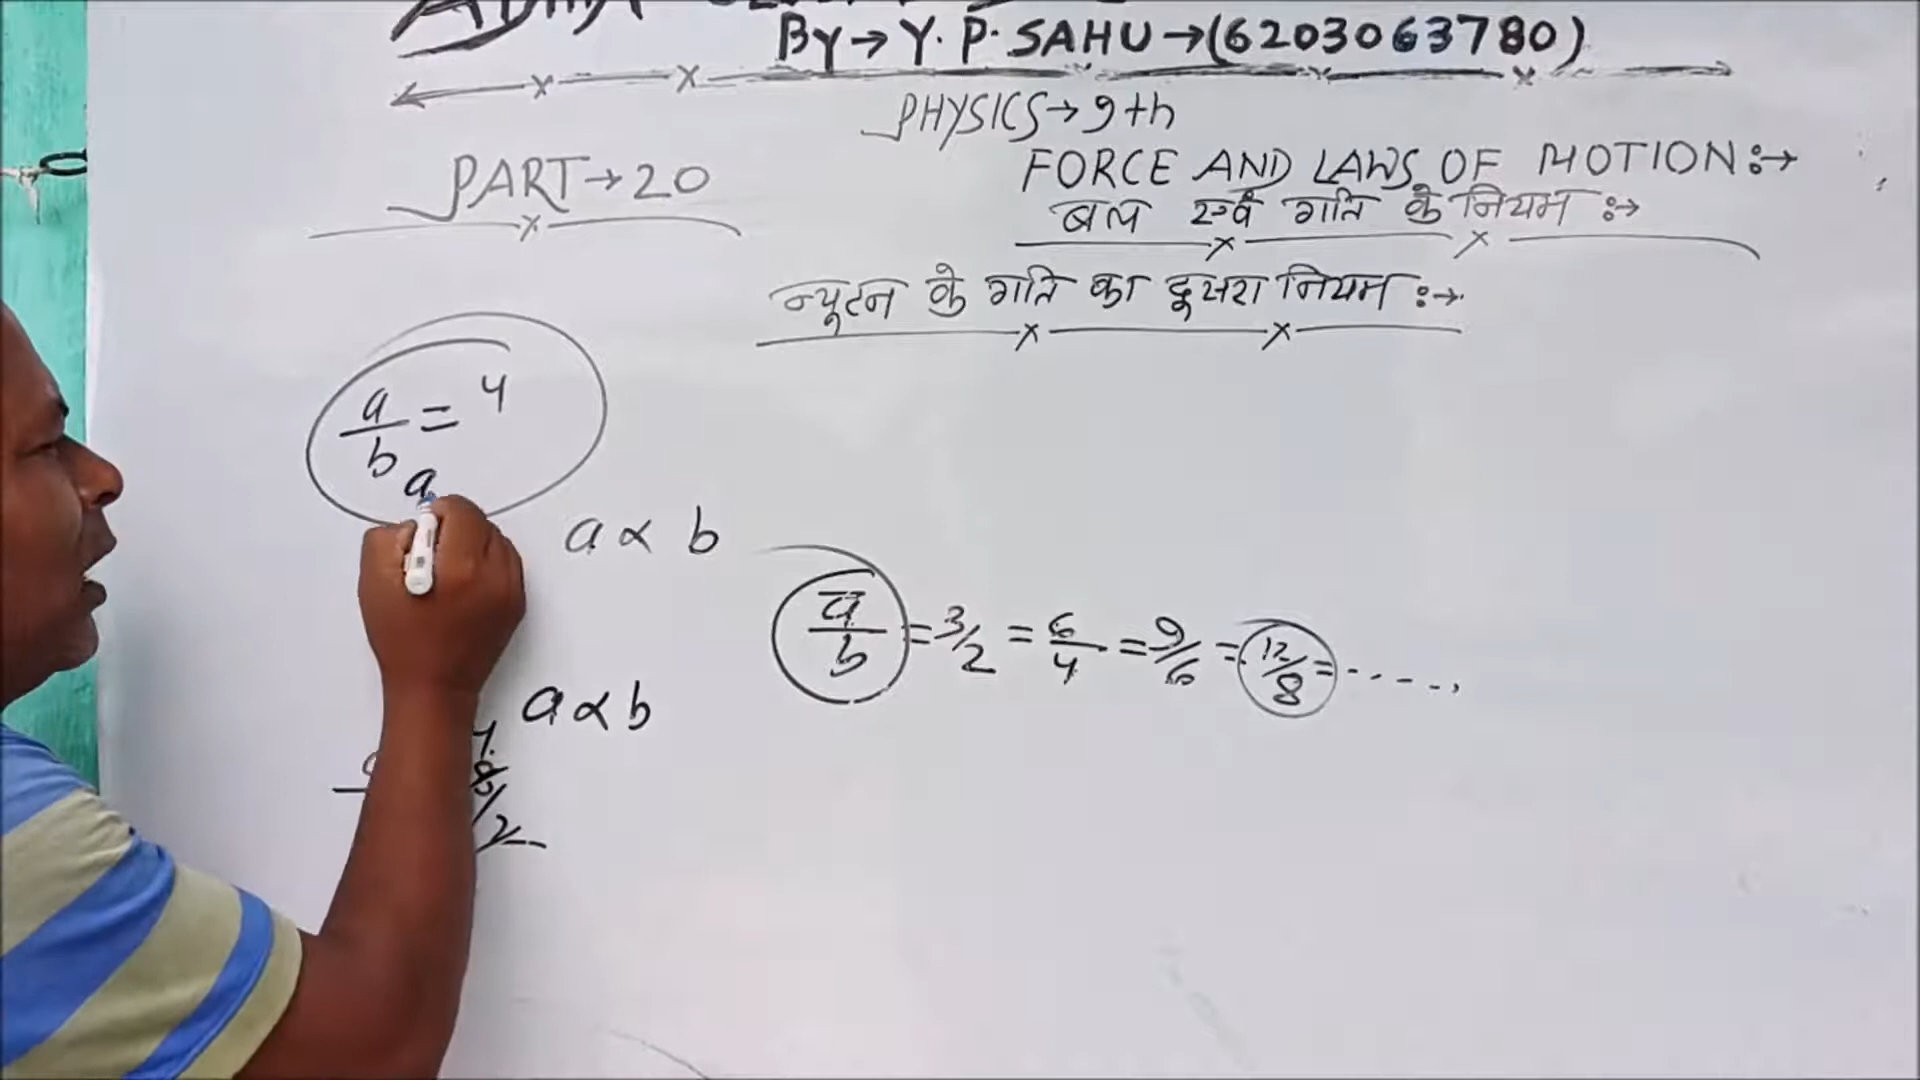 By→Y.P.SAHU→(6203063780)
PHYSICS→9th
PART→20
FORCE AND LAWS OF MOTION:→
बल एवं गति के नियम :→
न्यूटन के गति का दूसरा नियम :→
a/b = 4
a
a ∝ b
a/b = 3/2 = 6/4 = 9/6 = 12/8 = .....,
a ∝ b